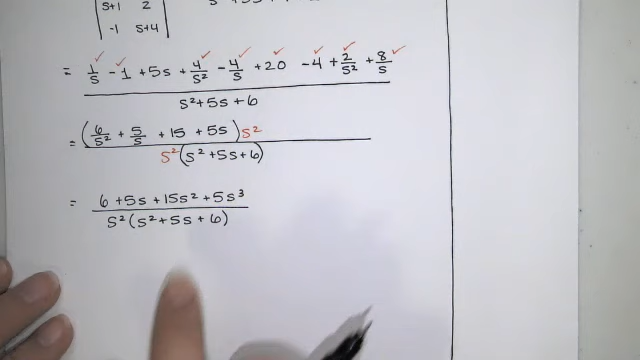 s+1 2
-1 s+4
= 1/s - 1 + 5s + 4/s² - 4/s + 20 - 4 + 2/s² + 8/s
s² + 5s + 6
= (6/s² + 5/s + 15 + 5s) s²
s² (s² + 5s + 6)
= 6 + 5s + 15s² + 5s³
s² (s² + 5s + 6)